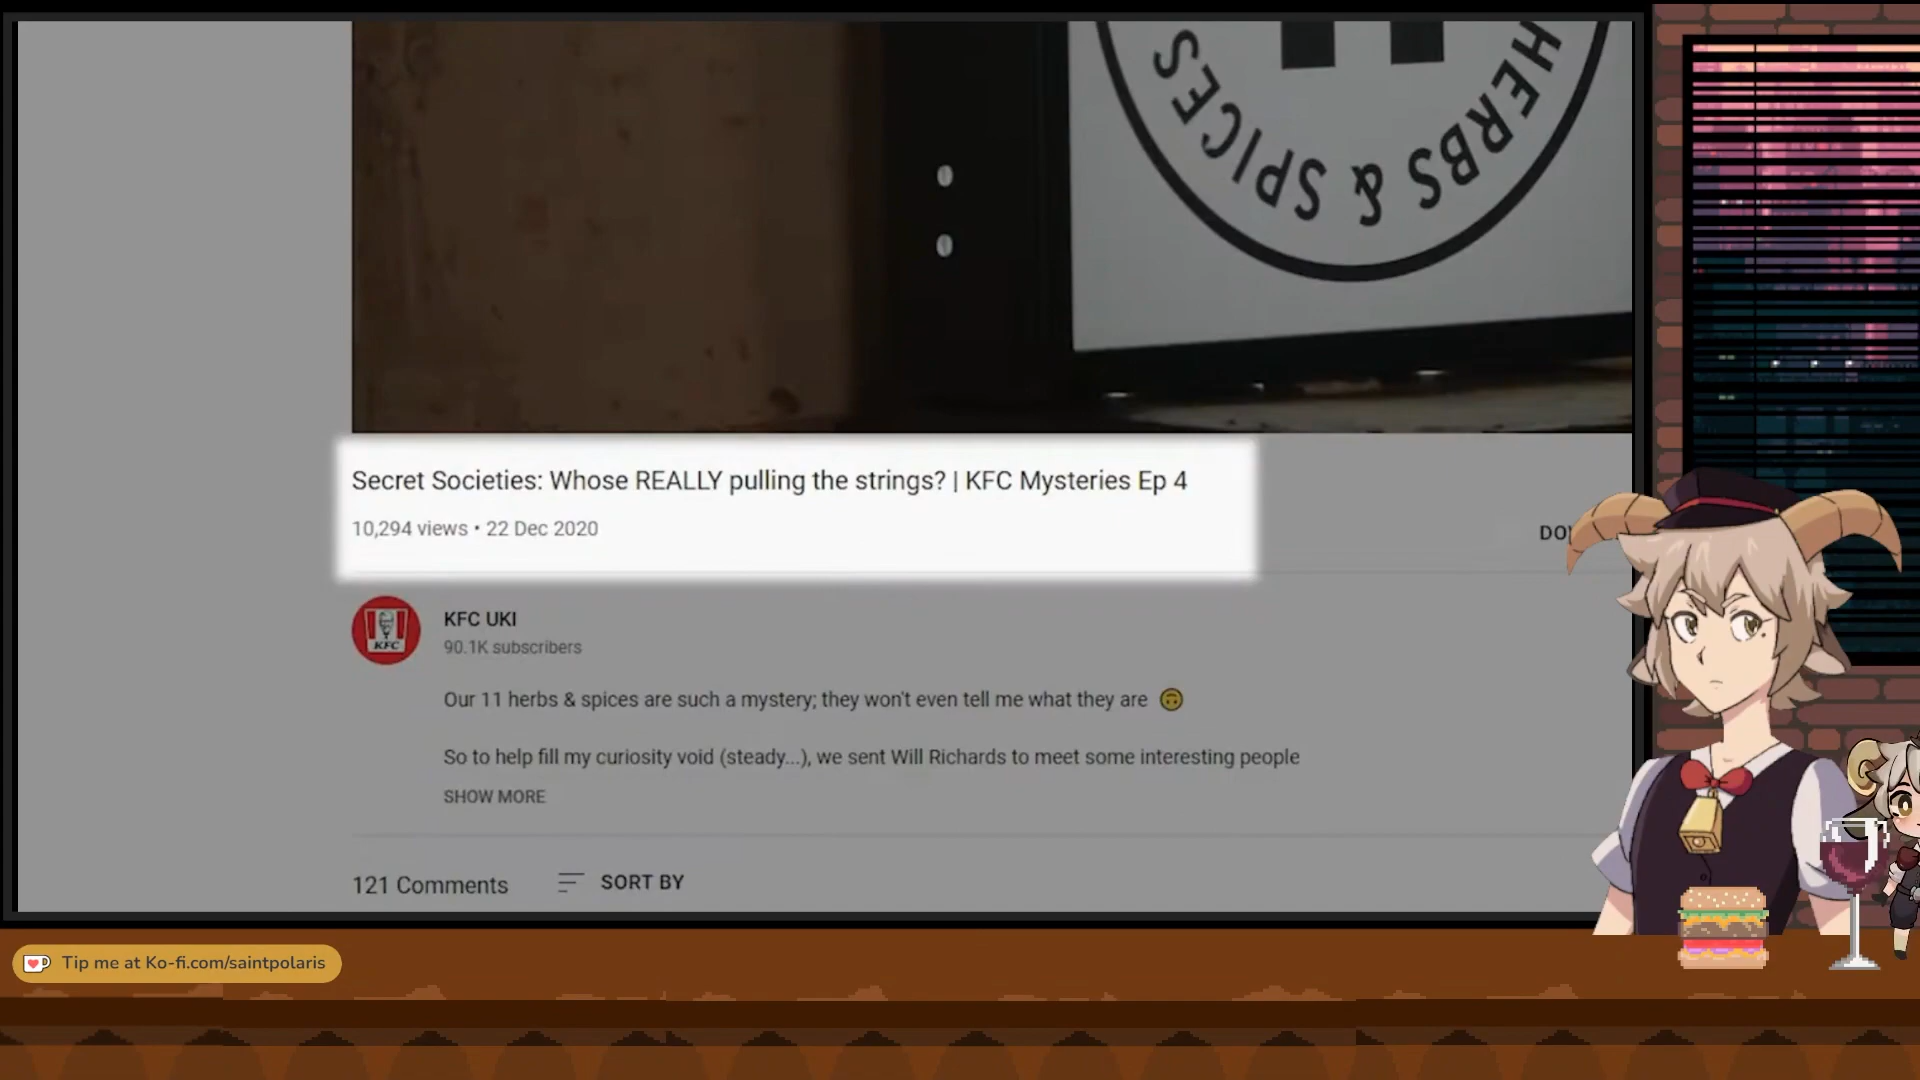 HERBS & SPICES
Secret Societies: Whose REALLY pulling the strings? | KFC Mysteries Ep 4
10,294 views • 22 Dec 2020
KFC
KFC UKI
90.1K subscribers
Our 11 herbs & spices are such a mystery; they won't even tell me what they are 🙃
So to help fill my curiosity void (steady...), we sent Will Richards to meet some interesting people
SHOW MORE
121 Comments
SORT BY
Tip me at Ko-fi.com/saintpolaris